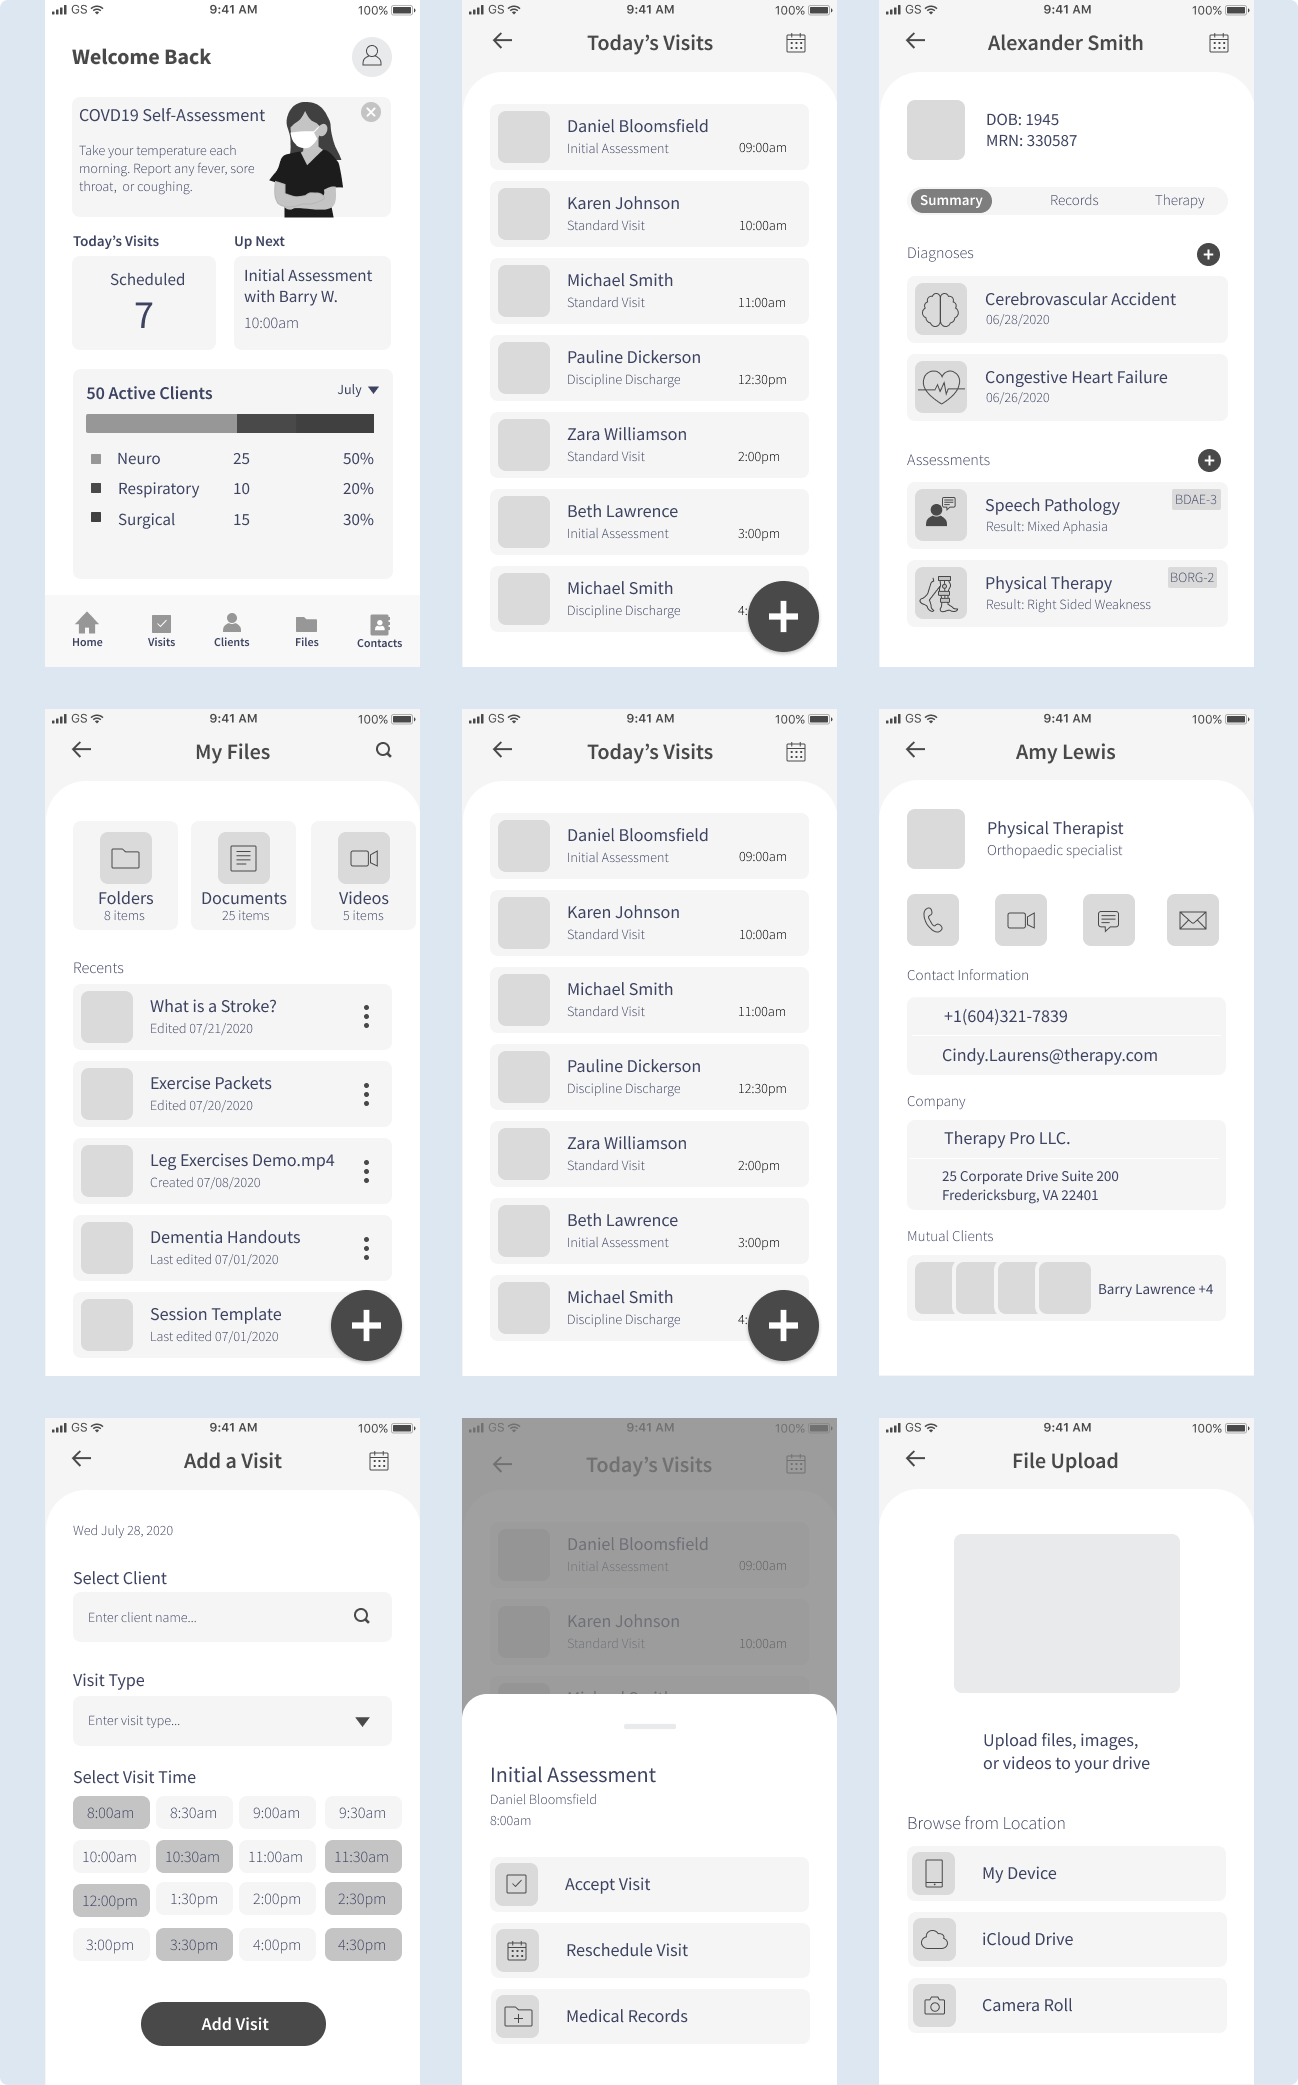 GS 9:41 AM 100%
Welcome Back
COVD19 Self-Assessment
Take your temperature each
morning. Report any fever, sore
throat, or coughing.
Today's Visits
Up Next
Scheduled
7
Initial Assessment
with Barry W.
10:00am
50 Active Clients
July
Neuro 25 50%
Respiratory 10 20%
Surgical 15 30%
Home Visits Clients Files Contacts
GS 9:41 AM 100%
Today's Visits
Daniel Bloomsfield
Initial Assessment 09:00am
Karen Johnson
Standard Visit 10:00am
Michael Smith
Standard Visit 11:00am
Pauline Dickerson
Discipline Discharge 12:30pm
Zara Williamson
Standard Visit 2:00pm
Beth Lawrence
Initial Assessment 3:00pm
Michael Smith
Discipline Discharge 4:
GS 9:41 AM 100%
Alexander Smith
DOB: 1945
MRN: 330587
Summary Records Therapy
Diagnoses
Cerebrovascular Accident
06/28/2020
Congestive Heart Failure
06/26/2020
Assessments
Speech Pathology BDAE-3
Result: Mixed Aphasia
Physical Therapy BORG-2
Result: Right Sided Weakness
GS 9:41 AM 100%
My Files
Folders
8 items
Documents
25 items
Videos
5 items
Recents
What is a Stroke?
Edited 07/21/2020
Exercise Packets
Edited 07/20/2020
Leg Exercises Demo.mp4
Created 07/08/2020
Dementia Handouts
Last edited 07/01/2020
Session Template
Last edited 07/01/2020
GS 9:41 AM 100%
Today's Visits
Daniel Bloomsfield
Initial Assessment 09:00am
Karen Johnson
Standard Visit 10:00am
Michael Smith
Standard Visit 11:00am
Pauline Dickerson
Discipline Discharge 12:30pm
Zara Williamson
Standard Visit 2:00pm
Beth Lawrence
Initial Assessment 3:00pm
Michael Smith
Discipline Discharge 4:
GS 9:41 AM 100%
Amy Lewis
Physical Therapist
Orthopaedic specialist
Contact Information
+1(604)321-7839
Cindy.Laurens@therapy.com
Company
Therapy Pro LLC.
25 Corporate Drive Suite 200
Fredericksburg, VA 22401
Mutual Clients
Barry Lawrence +4
GS 9:41 AM 100%
Add a Visit
Wed July 28, 2020
Select Client
Enter client name...
Visit Type
Enter visit type...
Select Visit Time
8:00am 8:30am 9:00am 9:30am
10:00am 10:30am 11:00am 11:30am
12:00pm 1:30pm 2:00pm 2:30pm
3:00pm 3:30pm 4:00pm 4:30pm
Add Visit
GS 9:41 AM 100%
Today's Visits
Daniel Bloomsfield
Initial Assessment 09:00am
Karen Johnson
Standard Visit 10:00am
Michael Smith
Initial Assessment
Daniel Bloomsfield
8:00am
Accept Visit
Reschedule Visit
Medical Records
GS 9:41 AM 100%
File Upload
Upload files, images,
or videos to your drive
Browse from Location
My Device
iCloud Drive
Camera Roll